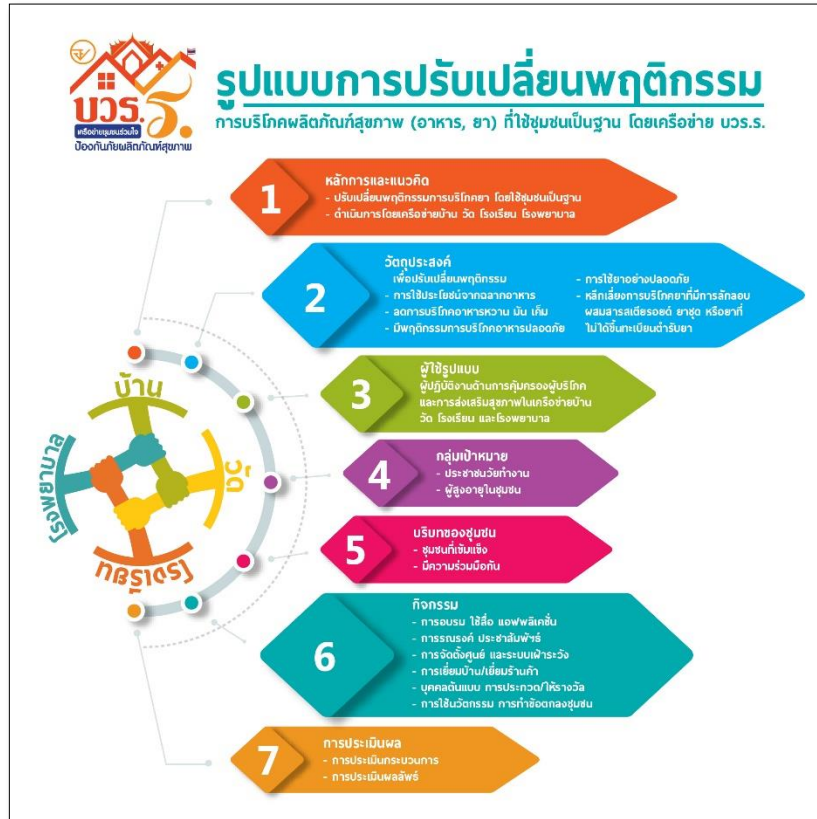 บวร.ร.
เครือข่ายชุมชนร่วมใจ
ป้องกันภัยผลิตภัณฑ์สุขภาพ
รูปแบบการปรับเปลี่ยนพฤติกรรม
การบริโภคผลิตภัณฑ์สุขภาพ (อาหาร, ยา) ที่ใช้ชุมชนเป็นฐาน โดยเครือข่าย บวร.ร.
1
หลักการและแนวคิด
- ปรับเปลี่ยนพฤติกรรมการบริโภคยา โดยใช้ชุมชนเป็นฐาน
- ดำเนินการโดยเครือข่ายบ้าน วัด โรงเรียน โรงพยาบาล
2
วัตถุประสงค์
เพื่อปรับเปลี่ยนพฤติกรรม
- การใช้ประโยชน์จากฉลากอาหาร
- ลดการบริโภคอาหารหวาน มัน เค็ม
- มีพฤติกรรมการบริโภคอาหารปลอดภัย
- การใช้ยาอย่างปลอดภัย
- หลีกเลี่ยงการบริโภคยาที่มีการลักลอบ
ผสมสารสเตียรอยด์ ยาชุด หรือยาที่
ไม่ได้ขึ้นทะเบียนตำรับยา
3
ผู้ใช้รูปแบบ
ผู้ปฏิบัติงานด้านการคุ้มครองผู้บริโภค
และการส่งเสริมสุขภาพในเครือข่ายบ้าน
วัด โรงเรียน และโรงพยาบาล
4
กลุ่มเป้าหมาย
- ประชาชนวัยทำงาน
- ผู้สูงอายุในชุมชน
5
บริบทของชุมชน
- ชุมชนที่เข้มแข็ง
- มีความร่วมมือกัน
6
กิจกรรม
- การอบรม ใช้สื่อ แอฟพลิเคชั่น
- การรณรงค์ ประชาสัมพันธ์
- การจัดตั้งศูนย์ และระบบเฝ้าระวัง
- การเยี่ยมบ้าน/เยี่ยมร้านค้า
- บุคคลต้นแบบ การประกวด/ให้รางวัล
- การใช้นวัตกรรม การทำข้อตกลงชุมชน
7
การประเมินผล
- การประเมินกระบวนการ
- การประเมินผลลัพธ์
บ้าน
วัด
โรงเรียน
โรงพยาบาล